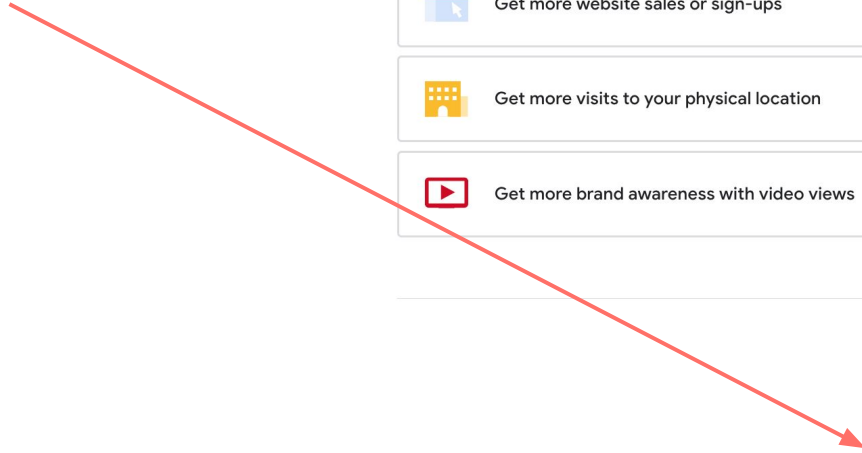 Get more website sales or sign-ups
Get more visits to your physical location
Get more brand awareness with video views